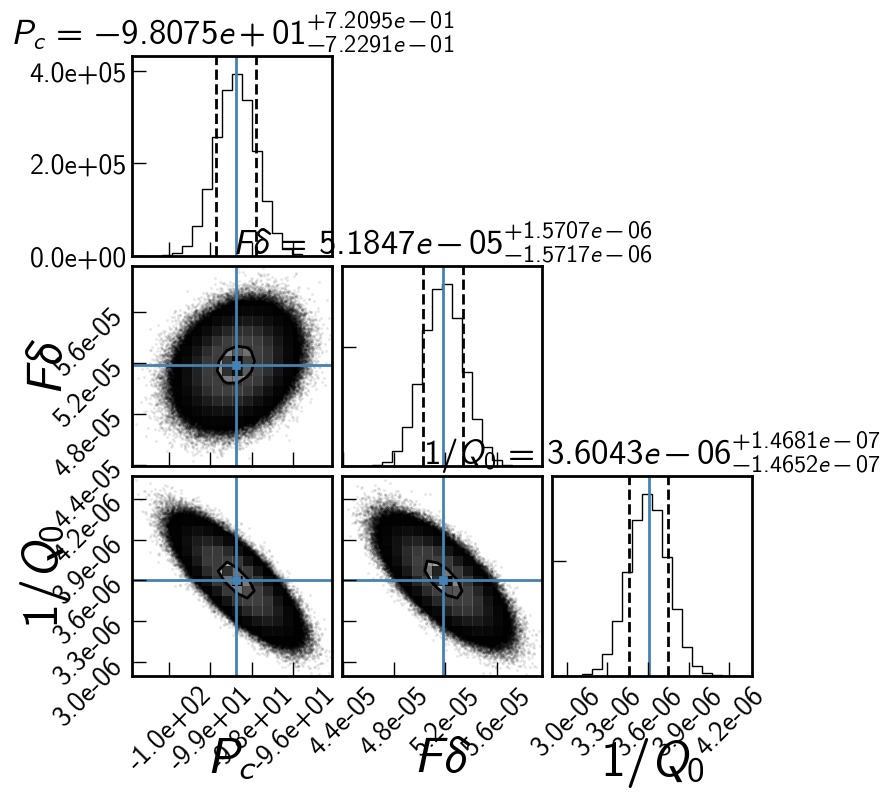 P_c = −9.8075e+01^{+7.2095e−01}_{−7.2291e−01}
4.0e+05
2.0e+05
0.0e+00
Fδ = 5.1847e−05^{+1.5707e−06}_{−1.5717e−06}
Fδ
5.6e-05
5.2e-05
4.8e-05
4.4e-05
1/Q_0 = 3.6043e−06^{+1.4681e−07}_{−1.4652e−07}
1/Q_0
4.2e-06
3.9e-06
3.6e-06
3.3e-06
3.0e-06
-1.0e+02 -9.9e+01 -9.8e+01 -9.6e+01
4.4e-05 4.8e-05 5.2e-05 5.6e-05
3.0e-06 3.3e-06 3.6e-06 3.9e-06 4.2e-06
P_c Fδ 1/Q_0